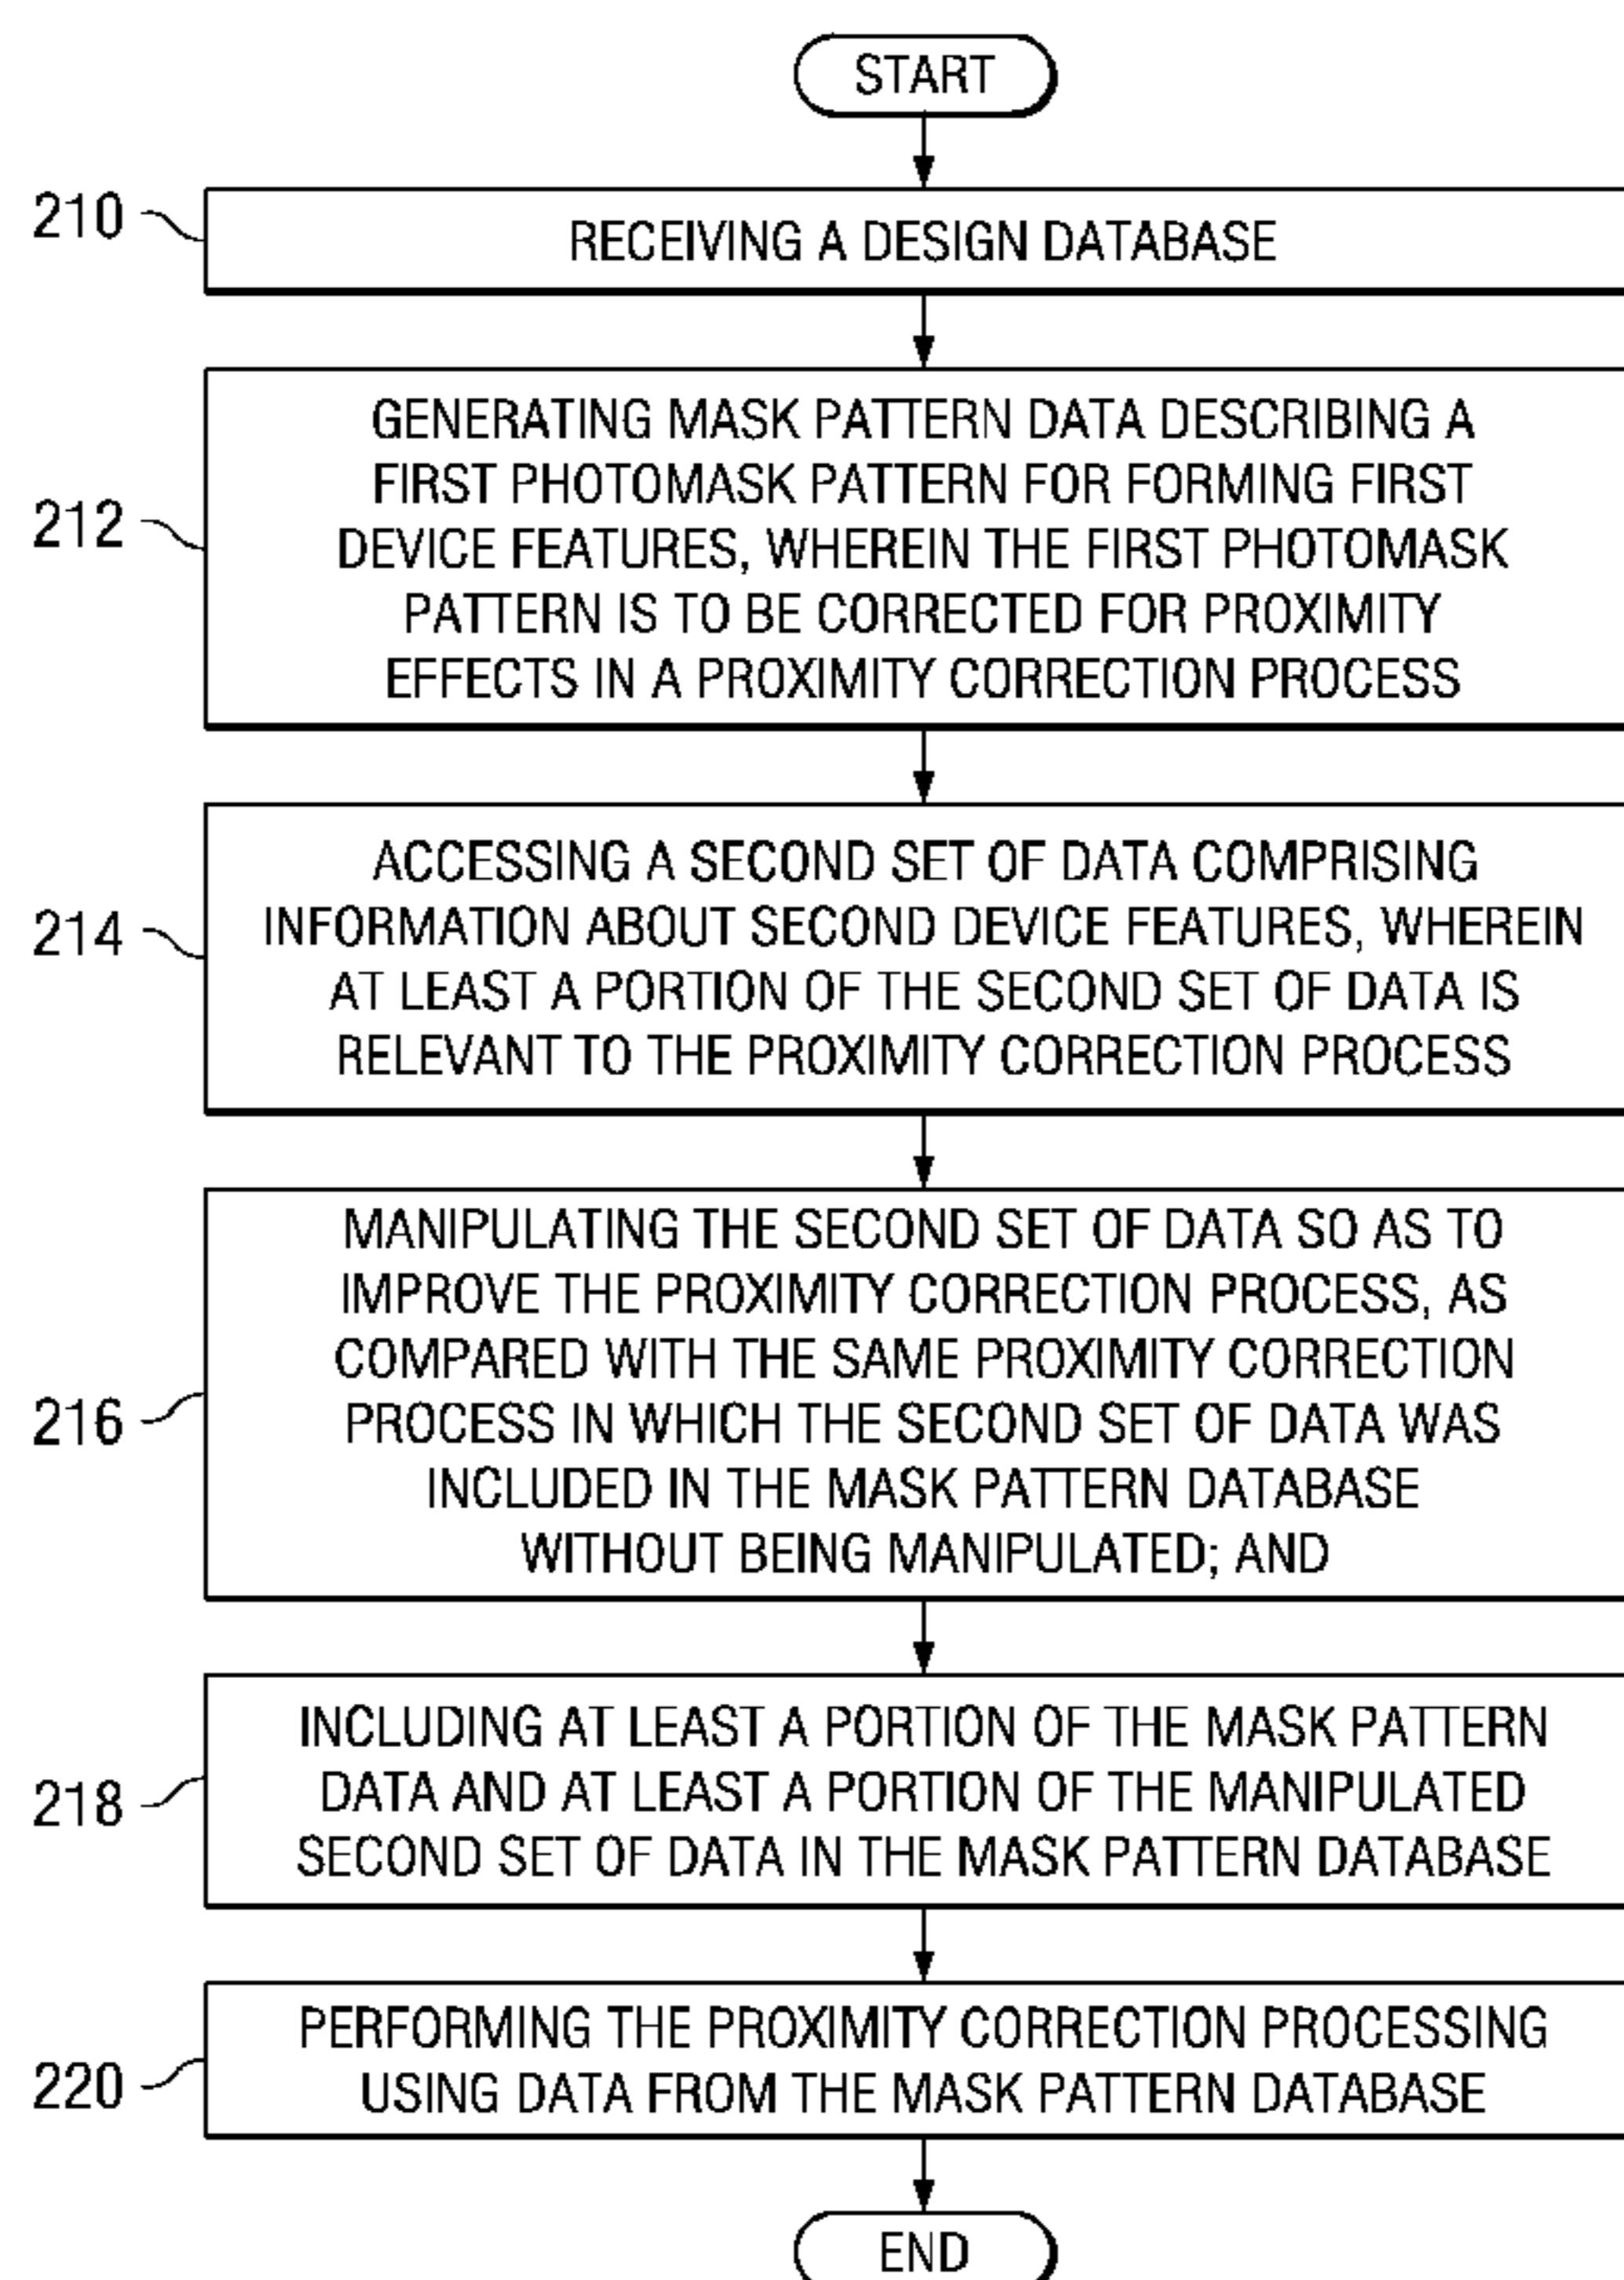 START
210
RECEIVING A DESIGN DATABASE
212
GENERATING MASK PATTERN DATA DESCRIBING A
FIRST PHOTOMASK PATTERN FOR FORMING FIRST
DEVICE FEATURES, WHEREIN THE FIRST PHOTOMASK
PATTERN IS TO BE CORRECTED FOR PROXIMITY
EFFECTS IN A PROXIMITY CORRECTION PROCESS
214
ACCESSING A SECOND SET OF DATA COMPRISING
INFORMATION ABOUT SECOND DEVICE FEATURES, WHEREIN
AT LEAST A PORTION OF THE SECOND SET OF DATA IS
RELEVANT TO THE PROXIMITY CORRECTION PROCESS
216
MANIPULATING THE SECOND SET OF DATA SO AS TO
IMPROVE THE PROXIMITY CORRECTION PROCESS, AS
COMPARED WITH THE SAME PROXIMITY CORRECTION
PROCESS IN WHICH THE SECOND SET OF DATA WAS
INCLUDED IN THE MASK PATTERN DATABASE
WITHOUT BEING MANIPULATED; AND
218
INCLUDING AT LEAST A PORTION OF THE MASK PATTERN
DATA AND AT LEAST A PORTION OF THE MANIPULATED
SECOND SET OF DATA IN THE MASK PATTERN DATABASE
220
PERFORMING THE PROXIMITY CORRECTION PROCESSING
USING DATA FROM THE MASK PATTERN DATABASE
END